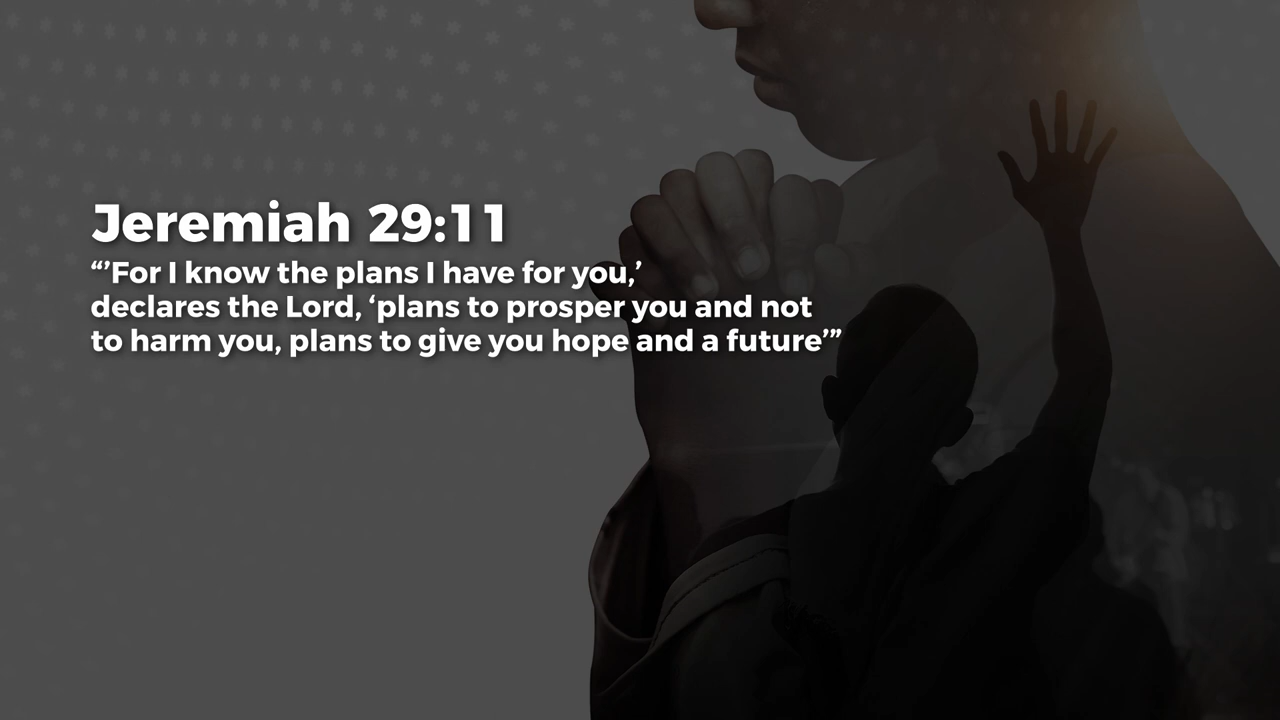 Jeremiah 29:11
“’For I know the plans I have for you,’
declares the Lord, ‘plans to prosper you and not
to harm you, plans to give you hope and a future’”